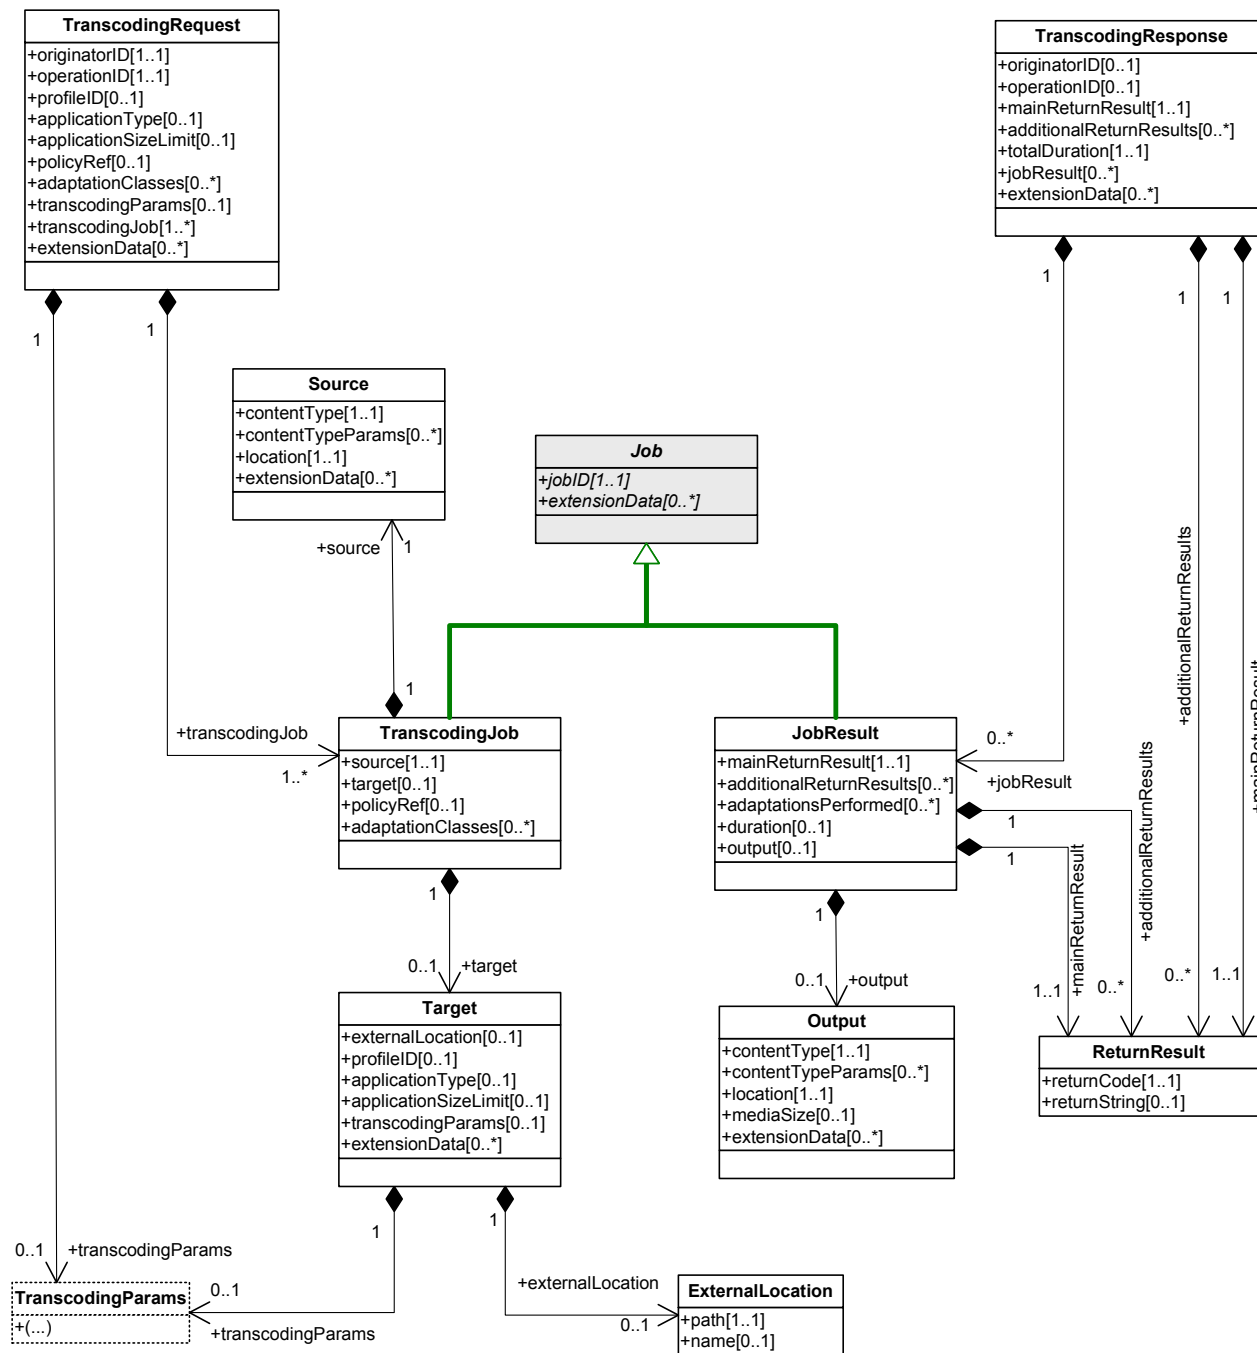 TranscodingRequest
+originatorID[1..1]
+operationID[1..1]
+profileID[0..1]
+applicationType[0..1]
+applicationSizeLimit[0..1]
+policyRef[0..1]
+adaptationClasses[0..*]
+transcodingParams[0..1]
+transcodingJob[1..*]
+extensionData[0..*]
TranscodingResponse
+originatorID[0..1]
+operationID[0..1]
+mainReturnResult[1..1]
+additionalReturnResults[0..*]
+totalDuration[1..1]
+jobResult[0..*]
+extensionData[0..*]
1
1
1
1
1
Source
+contentType[1..1]
+contentTypeParams[0..*]
+location[1..1]
+extensionData[0..*]
Job
+jobID[1..1]
+extensionData[0..*]
+source
1
1
+additionalReturnResults
+mainReturnResult
+transcodingJob
1..*
TranscodingJob
+source[1..1]
+target[0..1]
+policyRef[0..1]
+adaptationClasses[0..*]
JobResult
+mainReturnResult[1..1]
+additionalReturnResults[0..*]
+adaptationsPerformed[0..*]
+duration[0..1]
+output[0..1]
0..*
+jobResult
1
1
+mainReturnResult
+additionalReturnResults
1
1
0..1
+target
0..1
+output
1..1
0..*
0..*
1..1
Target
+externalLocation[0..1]
+profileID[0..1]
+applicationType[0..1]
+applicationSizeLimit[0..1]
+transcodingParams[0..1]
+extensionData[0..*]
Output
+contentType[1..1]
+contentTypeParams[0..*]
+location[1..1]
+mediaSize[0..1]
+extensionData[0..*]
ReturnResult
+returnCode[1..1]
+returnString[0..1]
1
1
0..1
+transcodingParams
TranscodingParams
+(...)
0..1
+transcodingParams
+externalLocation
0..1
ExternalLocation
+path[1..1]
+name[0..1]